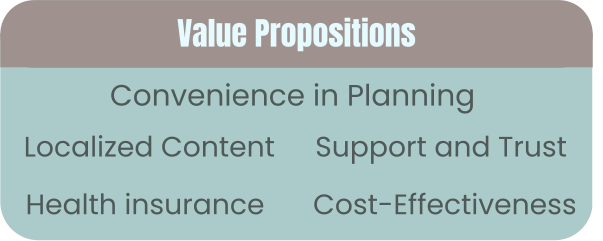 Value Propositions
Convenience in Planning
Localized Content Support and Trust
Health insurance Cost-Effectiveness